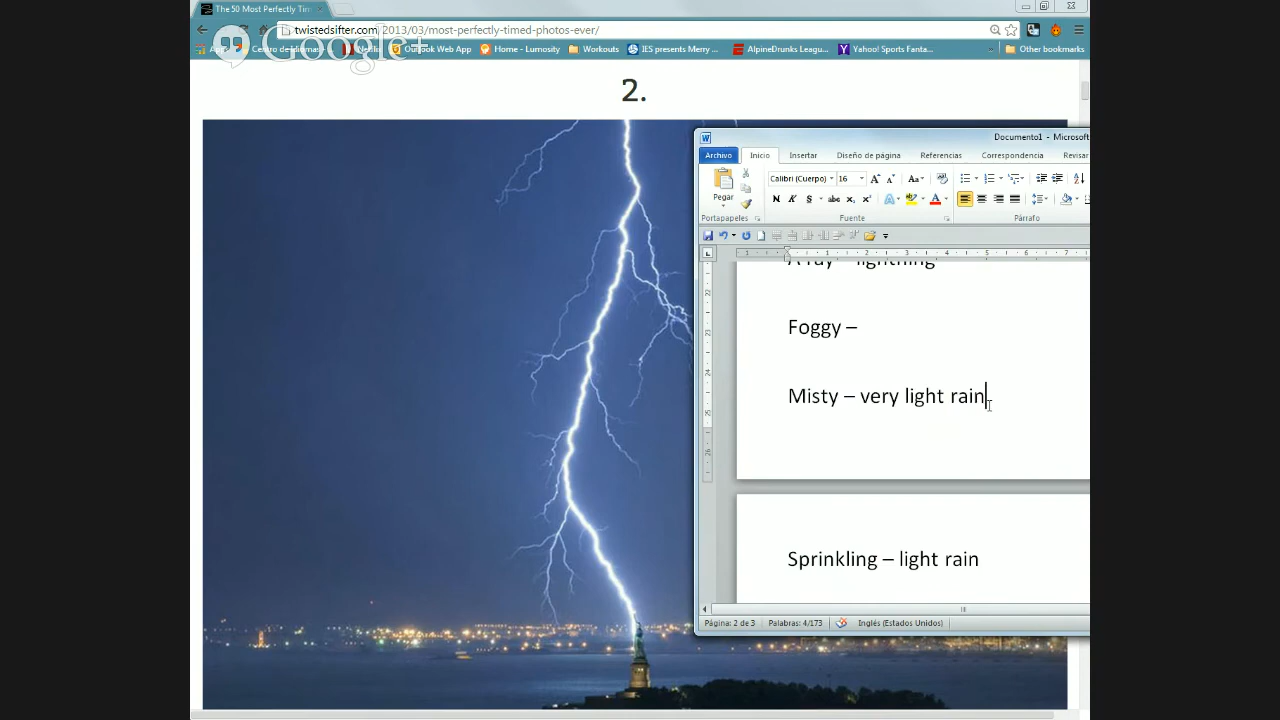 The 50 Most Perfectly Tim
twistedsifter.com/2013/03/most-perfectly-timed-photos-ever/
Google+
Centro de Idiomas
Netflix
Outlook Web App
Home - Lumosity
Workouts
IES presents Merry ...
AlpineDrunks Leagu...
Yahoo! Sports Fanta...
»
Other bookmarks
2.
Documento1 - Microsoft
Archivo
Inicio
Insertar
Diseño de página
Referencias
Correspondencia
Revisar
Pegar
Calibri (Cuerpo)
16
Portapapeles
Fuente
Párrafo
A ray – lightning
Foggy –
Misty – very light rain
Sprinkling – light rain
Página: 2 de 3
Palabras: 4/173
Inglés (Estados Unidos)